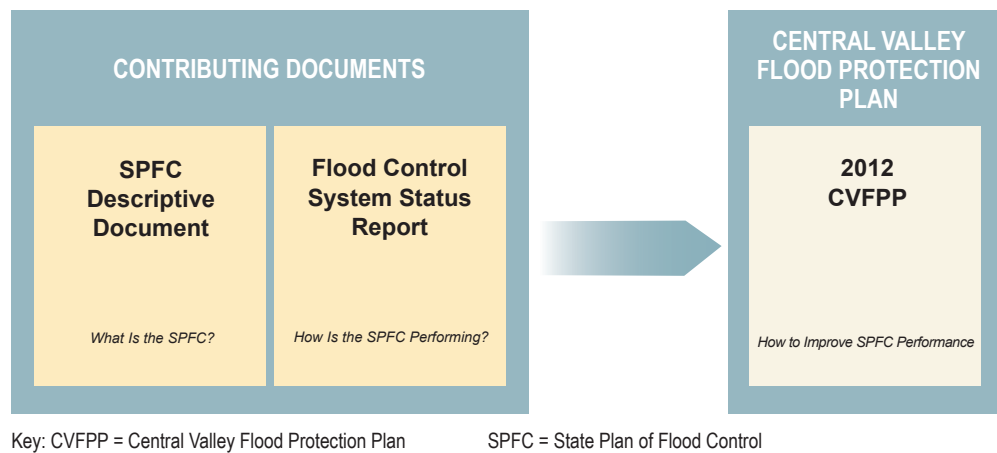 CONTRIBUTING DOCUMENTS
SPFC
Descriptive
Document
What Is the SPFC?
Flood Control
System Status
Report
How Is the SPFC Performing?
CENTRAL VALLEY
FLOOD PROTECTION
PLAN
2012
CVFPP
How to Improve SPFC Performance
Key: CVFPP = Central Valley Flood Protection Plan SPFC = State Plan of Flood Control